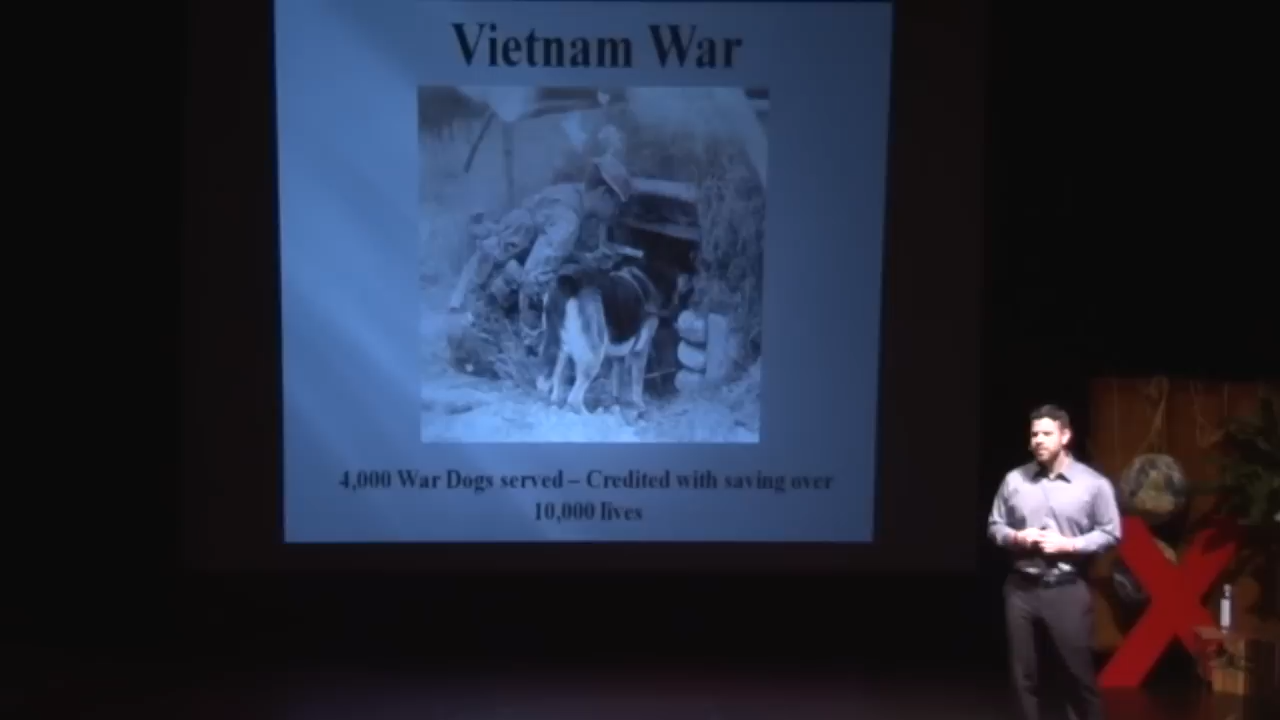 Vietnam War
4,000 War Dogs served – Credited with saving over
10,000 lives
X